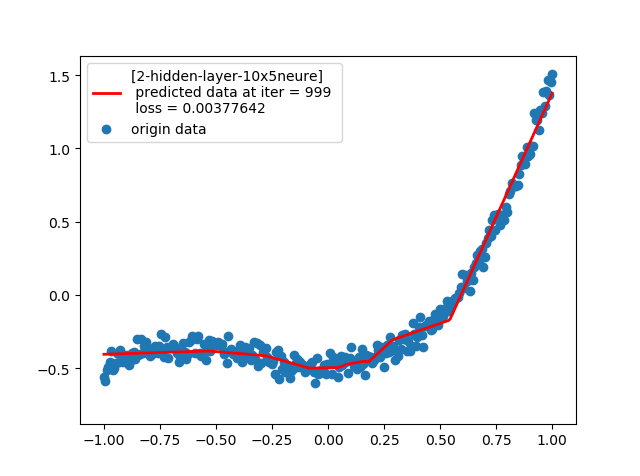 [2-hidden-layer-10x5neure]
predicted data at iter = 999
loss = 0.00377642
origin data
1.5
1.0
0.5
0.0
−0.5
−1.00 −0.75 −0.50 −0.25 0.00 0.25 0.50 0.75 1.00